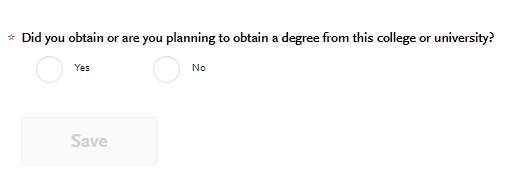 * Did you obtain or are you planning to obtain a degree from this college or university?
Yes No
Save